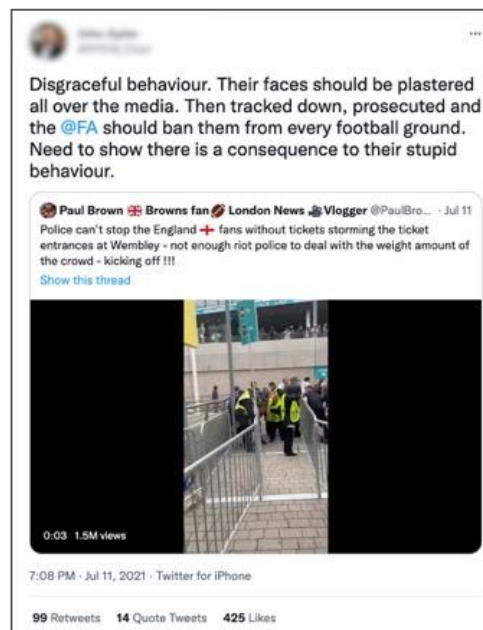 Disgraceful behaviour. Their faces should be plastered
all over the media. Then tracked down, prosecuted and
the @FA should ban them from every football ground.
Need to show there is a consequence to their stupid
behaviour.
Paul Brown 🇬🇧 Browns fan🏈 London News 🎥Vlogger @PaulBro... · Jul 11
Police can't stop the England 🏴󠁧󠁢󠁥󠁮󠁧󠁿 fans without tickets storming the ticket
entrances at Wembley - not enough riot police to deal with the weight amount of
the crowd - kicking off !!!
Show this thread
0:03 1.5M views
7:08 PM · Jul 11, 2021 · Twitter for iPhone
99 Retweets 14 Quote Tweets 425 Likes